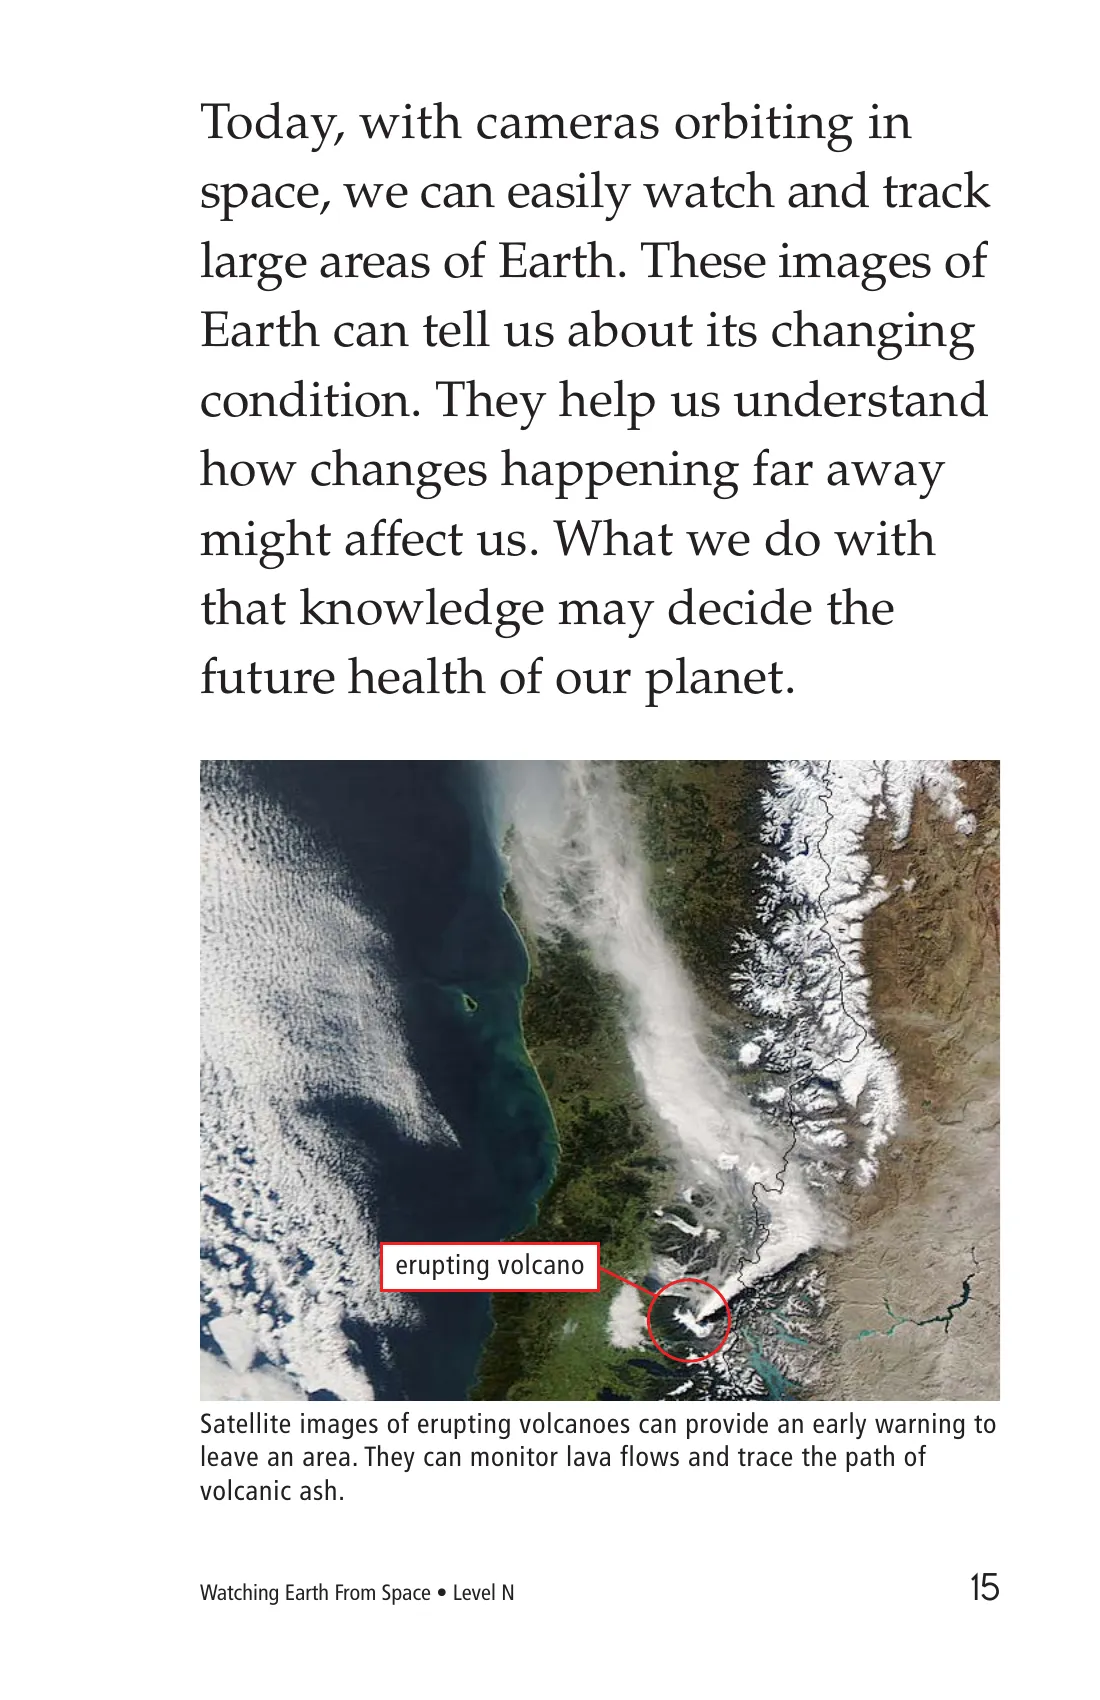 Today, with cameras orbiting in
space, we can easily watch and track
large areas of Earth. These images of
Earth can tell us about its changing
condition. They help us understand
how changes happening far away
might affect us. What we do with
that knowledge may decide the
future health of our planet.
erupting volcano
Satellite images of erupting volcanoes can provide an early warning to
leave an area. They can monitor lava flows and trace the path of
volcanic ash.
Watching Earth From Space • Level N
15